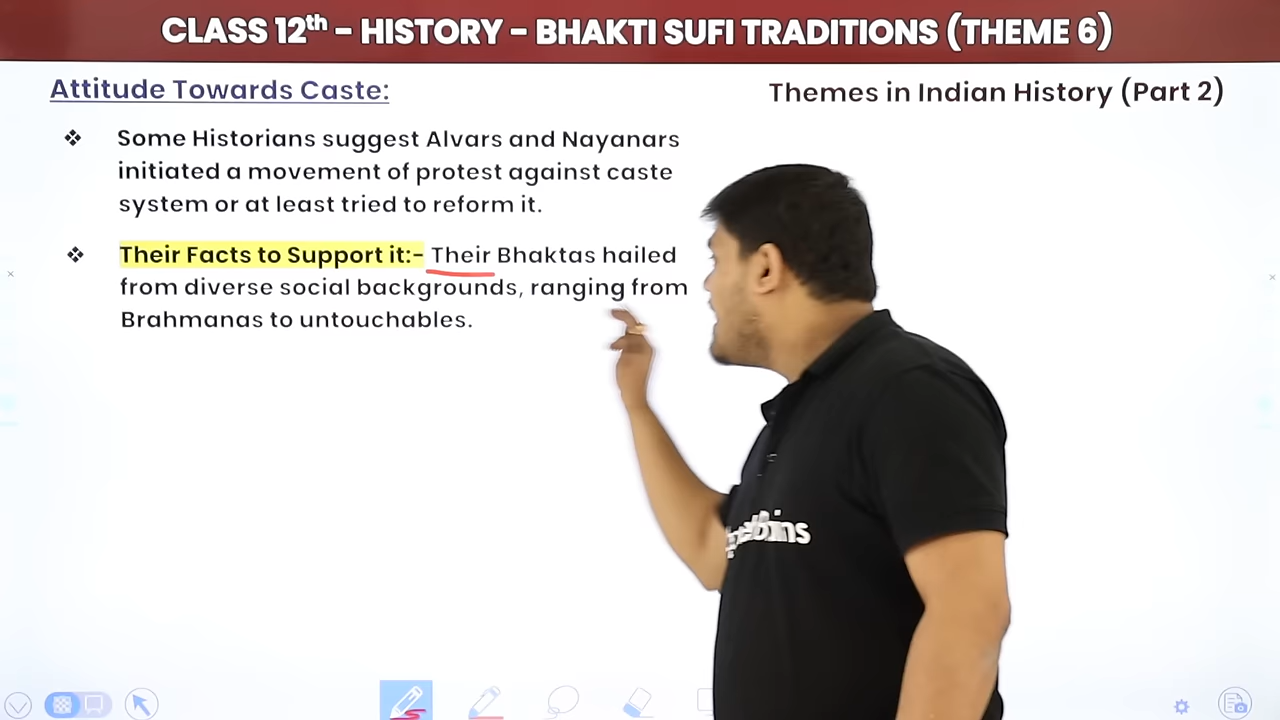 CLASS 12th - HISTORY - BHAKTI SUFI TRADITIONS (THEME 6)
Attitude Towards Caste:
Themes in Indian History (Part 2)
❖ Some Historians suggest Alvars and Nayanars
initiated a movement of protest against caste
system or at least tried to reform it.
❖ Their Facts to Support it:- Their Bhaktas hailed
from diverse social backgrounds, ranging from
Brahmanas to untouchables.